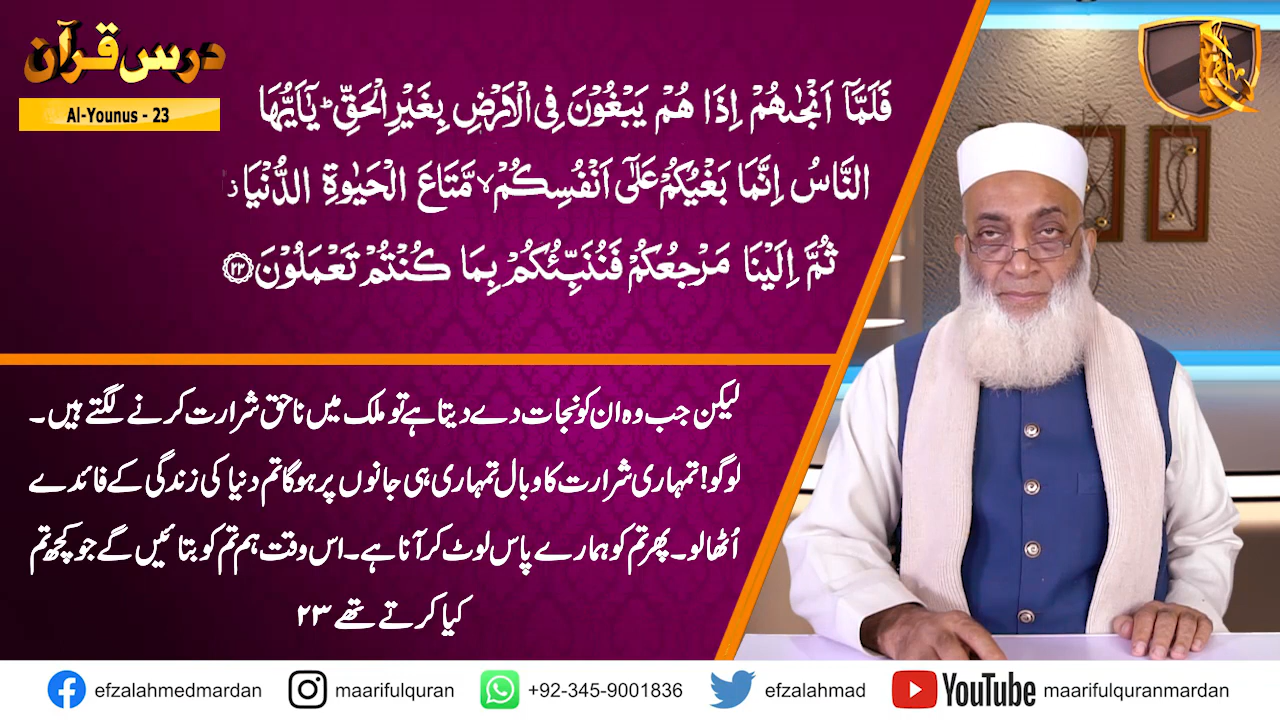 درس قرآن
Al-Younus - 23
فَلَمَّاۤ اَنْجٰىهُمْ اِذَا هُمْ يَبْغُوْنَ فِى الْاَرْضِ بِغَيْرِ الْحَقِّ ؕ يٰۤاَيُّهَا
النَّاسُ اِنَّمَا بَغْيُكُمْ عَلٰٓى اَنْفُسِكُمْ ۙ مَّتَاعَ الْحَيٰوةِ الدُّنْيَا
ثُمَّ اِلَيْنَا مَرْجِعُكُمْ فَنُنَبِّئُكُمْ بِمَا كُنْتُمْ تَعْمَلُوْنَ ۲۳
لیکن جب وہ ان کو نجات دے دیتا ہے تو ملک میں ناحق شرارت کرنے لگتے ہیں۔
لوگو! تمہاری شرارت کا وبال تمہاری ہی جانوں پر ہوگا تم دنیا کی زندگی کے فائدے
اُٹھا لو۔ پھر تم کو ہمارے پاس لوٹ کر آنا ہے۔ اس وقت ہم تم کو بتائیں گے جو کچھ تم
کیا کرتے تھے ۲۳
efzalahmedmardan
maarifulquran
+92-345-9001836
efzalahmad
YouTube maarifulquranmardan